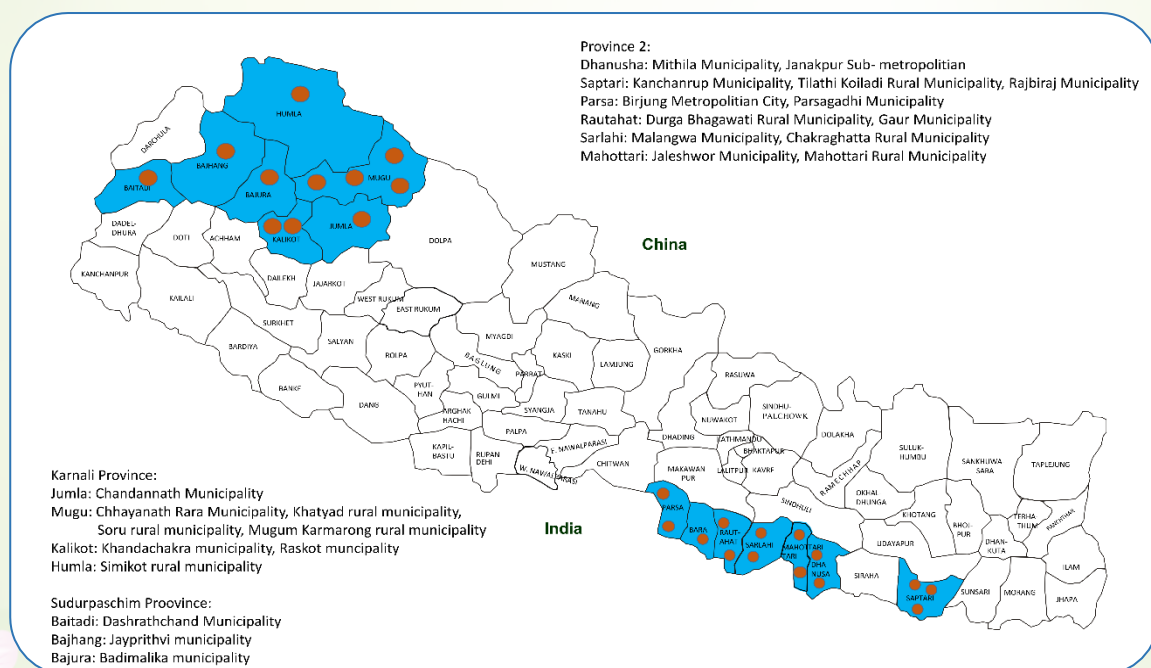 Province 2:
Dhanusha: Mithila Municipality, Janakpur Sub- metropolitian
Saptari: Kanchanrup Municipality, Tilathi Koiladi Rural Municipality, Rajbiraj Municipality
Parsa: Birjung Metropolitian City, Parsagadhi Municipality
Rautahat: Durga Bhagawati Rural Municipality, Gaur Municipality
Sarlahi: Malangwa Municipality, Chakraghatta Rural Municipality
Mahottari: Jaleshwor Municipality, Mahottari Rural Municipality
HUMLA
DARCHULA
BAJHANG
BAITADI
BAJURA
MUGU
DADEL-
DHURA
DOTI
ACHHAM
KALIKOT
JUMLA
DOLPA
China
KANCHANPUR
KAILALI
DAILEKH
JAJARKOT
MUSTANG
MANANG
WEST RUKUM
EAST RUKUM
SURKHET
BARDIYA
SALYAN
ROLPA
MYAGDI
BAGLUNG
KASKI
LAMJUNG
GORKHA
PARBAT
RASUWA
BANKE
DANG
PYUT-
HAN
GULMI
SYANGJA
TANAHU
NUWAKOT
SINDHU-
PALCHOWK
ARGHAK
HACHI
PALPA
DHADING
KATHMANDU
BHAKTAPUR
DOLAKHA
SULUK-
HUMBU
SANKHUWA
SARA
TAPLEJUNG
KAPIL-
BASTU
RUPAN
DEHI
E. NAWALPARASI
CHITWAN
MAKAWAN
PUR
LALITPUR
KAVRE
RAMECHHAP
SINDHULI
OKHAL
DHUNGA
KHOTANG
BHOJ-
PUR
TERHA
THUM
DHAN-
KUTA
ILAM
UDAYAPUR
PARSA
BARA
RAUT-
AHAT
SARLAHI
MAHOTTARI
TARI
DHA
NUSA
SIRAHA
SAPTARI
SUNSARI
MORANG
JHAPA
India
Karnali Province:
Jumla: Chandannath Municipality
Mugu: Chhayanath Rara Municipality, Khatyad rural municipality,
Soru rural municipality, Mugum Karmarong rural municipality
Kalikot: Khandachakra municipality, Raskot muncipality
Humla: Simikot rural municipality
Sudurpaschim Proovince:
Baitadi: Dashrathchand Municipality
Bajhang: Jayprithvi municipality
Bajura: Badimalika municipality